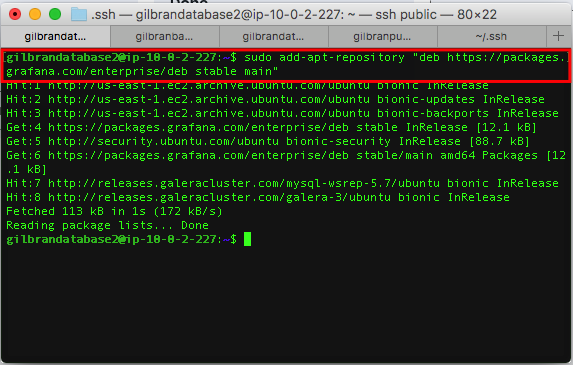 .ssh — gilbrandatabase2@ip-10-0-2-227: ~ — ssh public — 80×22
gilbrandat… gilbranba… gilbrandat… gilbranpu… ~/.ssh +
gilbrandatabase2@ip-10-0-2-227:~$ sudo add-apt-repository "deb https://packages.
grafana.com/enterprise/deb stable main"
Hit:1 http://us-east-1.ec2.archive.ubuntu.com/ubuntu bionic InRelease
Hit:2 http://us-east-1.ec2.archive.ubuntu.com/ubuntu bionic-updates InRelease
Hit:3 http://us-east-1.ec2.archive.ubuntu.com/ubuntu bionic-backports InRelease
Get:4 https://packages.grafana.com/enterprise/deb stable InRelease [12.1 kB]
Get:5 http://security.ubuntu.com/ubuntu bionic-security InRelease [88.7 kB]
Get:6 https://packages.grafana.com/enterprise/deb stable/main amd64 Packages [12
.1 kB]
Hit:7 http://releases.galeracluster.com/mysql-wsrep-5.7/ubuntu bionic InRelease
Hit:8 http://releases.galeracluster.com/galera-3/ubuntu bionic InRelease
Fetched 113 kB in 1s (172 kB/s)
Reading package lists... Done
gilbrandatabase2@ip-10-0-2-227:~$